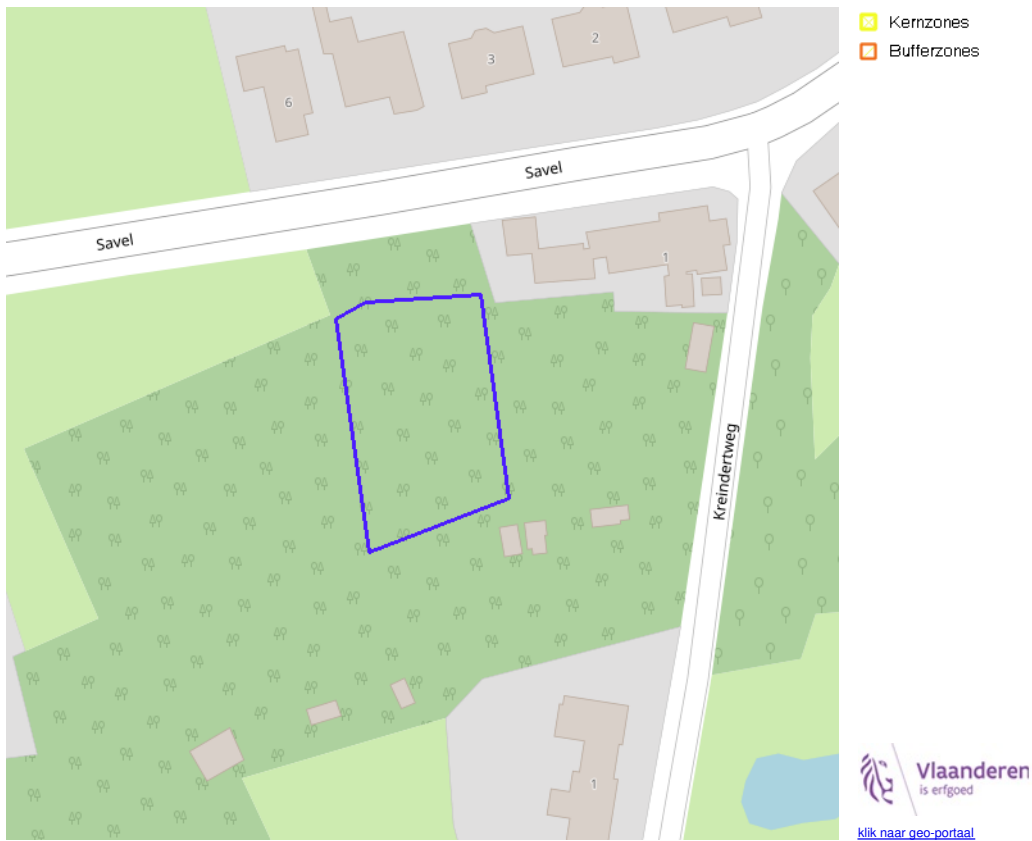 Kernzones
Bufferzones
2
3
6
Savel
Savel
1
Kreindertweg
1
Vlaanderen
is erfgoed
klik naar geo-portaal